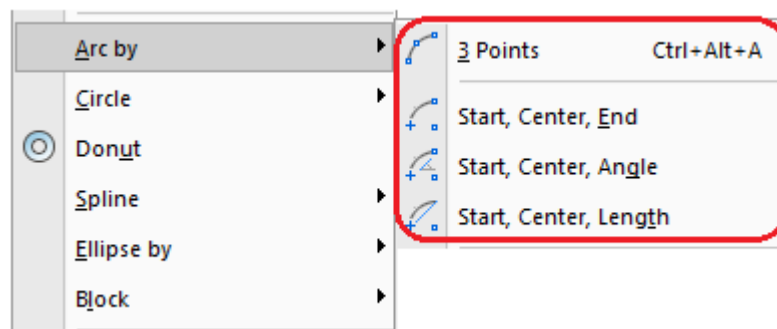 Arc by
Circle
Donut
Spline
Ellipse by
Block
3 Points Ctrl+Alt+A
Start, Center, End
Start, Center, Angle
Start, Center, Length